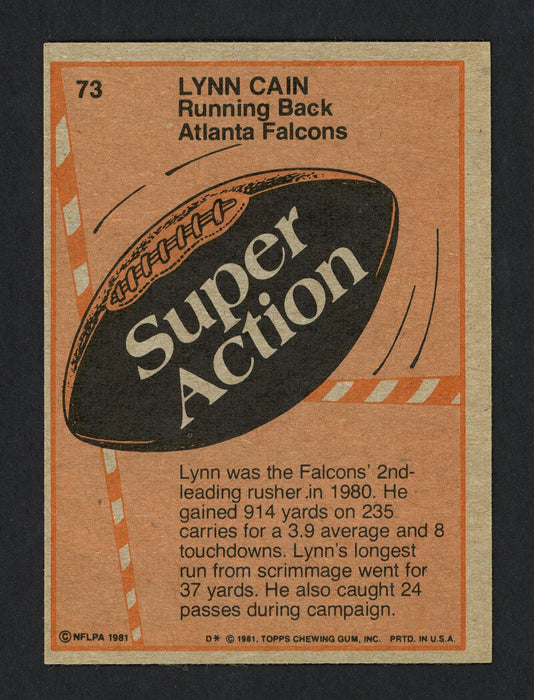 73
LYNN CAIN
Running Back
Atlanta Falcons
Super
Action
Lynn was the Falcons' 2nd-
leading rusher in 1980. He
gained 914 yards on 235
carries for a 3.9 average and 8
touchdowns. Lynn's longest
run from scrimmage went for
37 yards. He also caught 24
passes during campaign.
© NFLPA 1981
D* © 1981, TOPPS CHEWING GUM, INC. PRTD. IN U.S.A.